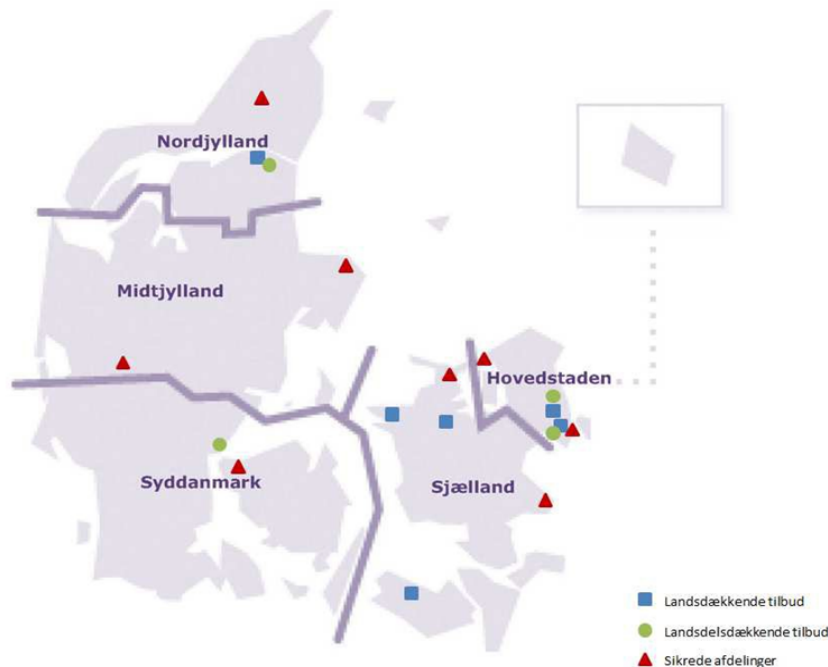 Nordjylland
Midtjylland
Hovedstaden
Syddanmark
Sjælland
Landsdækkende tilbud
Landsdelsdækkende tilbud
Sikrede afdelinger